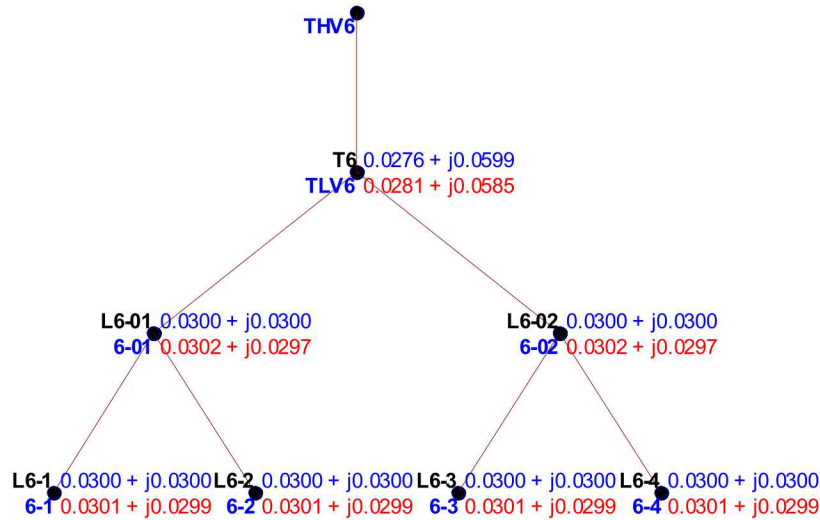 THV6
T6 0.0276 + j0.0599
TLV6 0.0281 + j0.0585
L6-01 0.0300 + j0.0300 L6-02 0.0300 + j0.0300
6-01 0.0302 + j0.0297 6-02 0.0302 + j0.0297
L6-1 0.0300 + j0.0300 L6-2 0.0300 + j0.0300 L6-3 0.0300 + j0.0300 L6-4 0.0300 + j0.0300
6-1 0.0301 + j0.0299 6-2 0.0301 + j0.0299 6-3 0.0301 + j0.0299 6-4 0.0301 + j0.0299